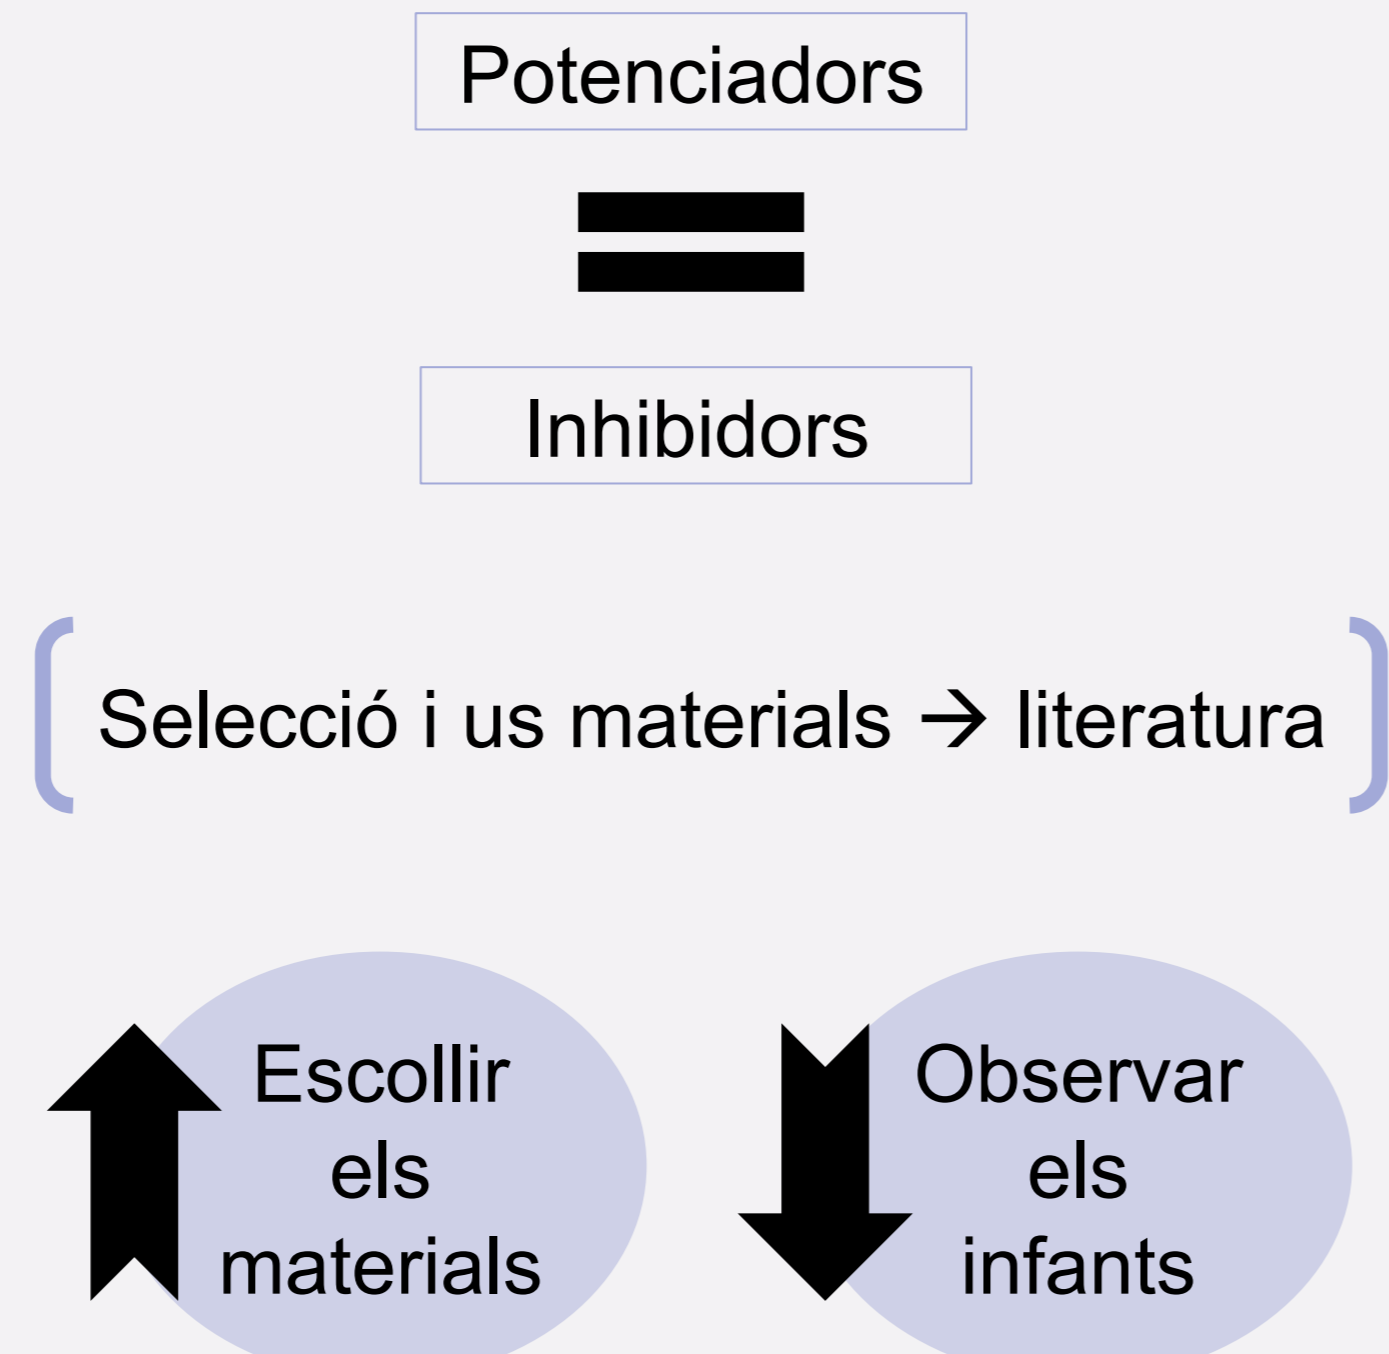 Potenciadors
=
Inhibidors
Selecció i us materials → literatura
Escollir
els
materials
Observar
els
infants